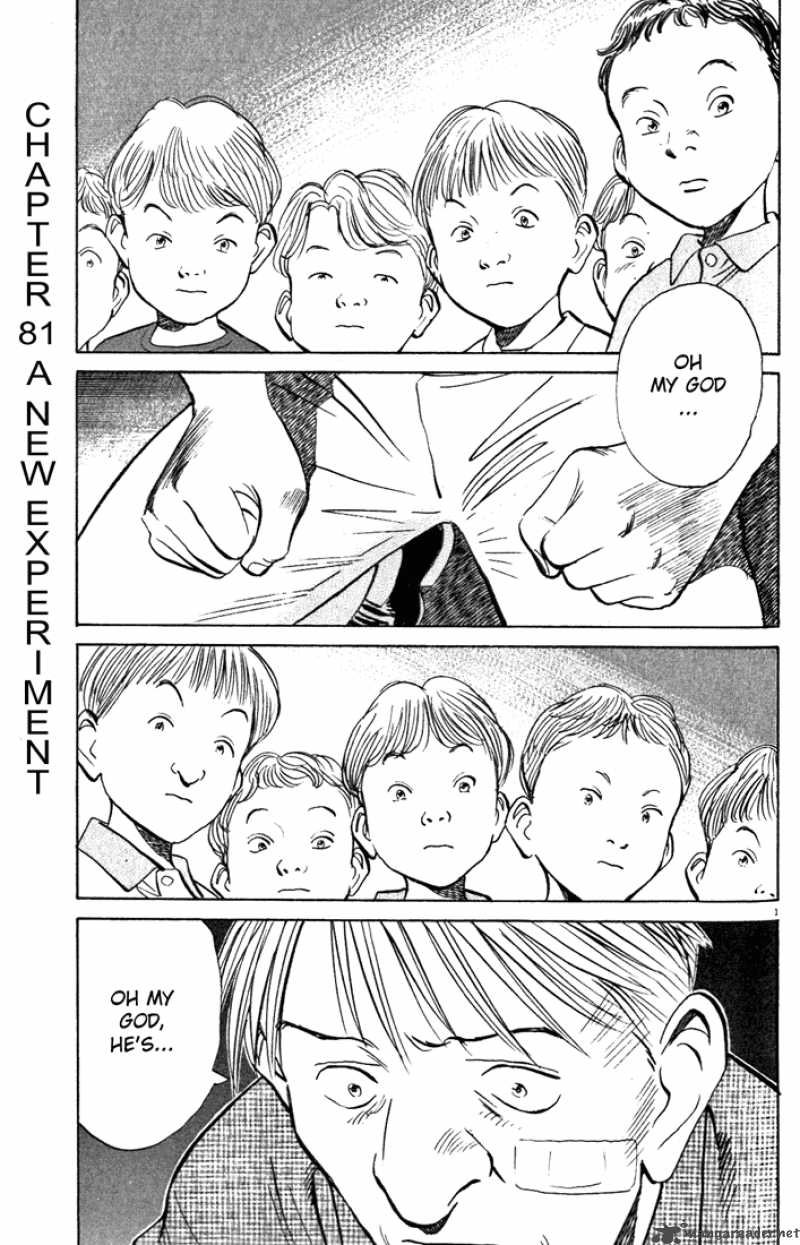 CHAPTER 81 A NEW EXPERIMENT
OH
MY GOD
...
1
OH MY
GOD,
HE'S...
mangareader.net